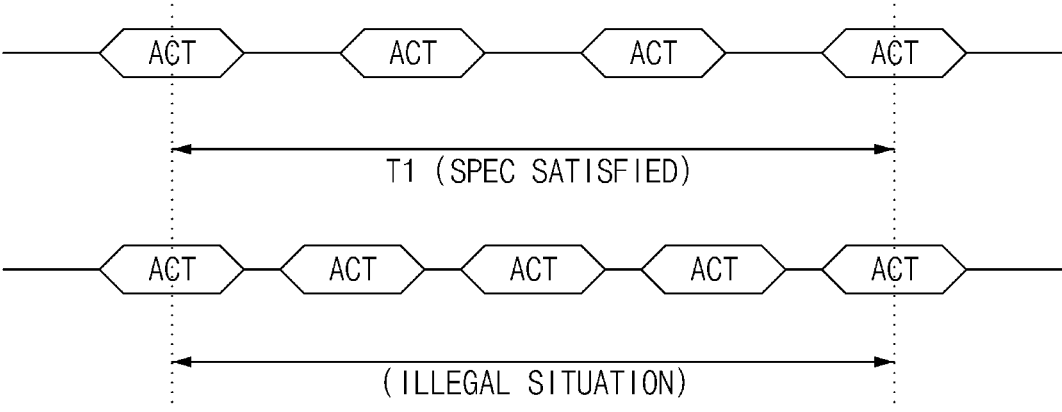 ACT ACT ACT ACT
T1 (SPEC SATISFIED)
ACT ACT ACT ACT ACT
(ILLEGAL SITUATION)